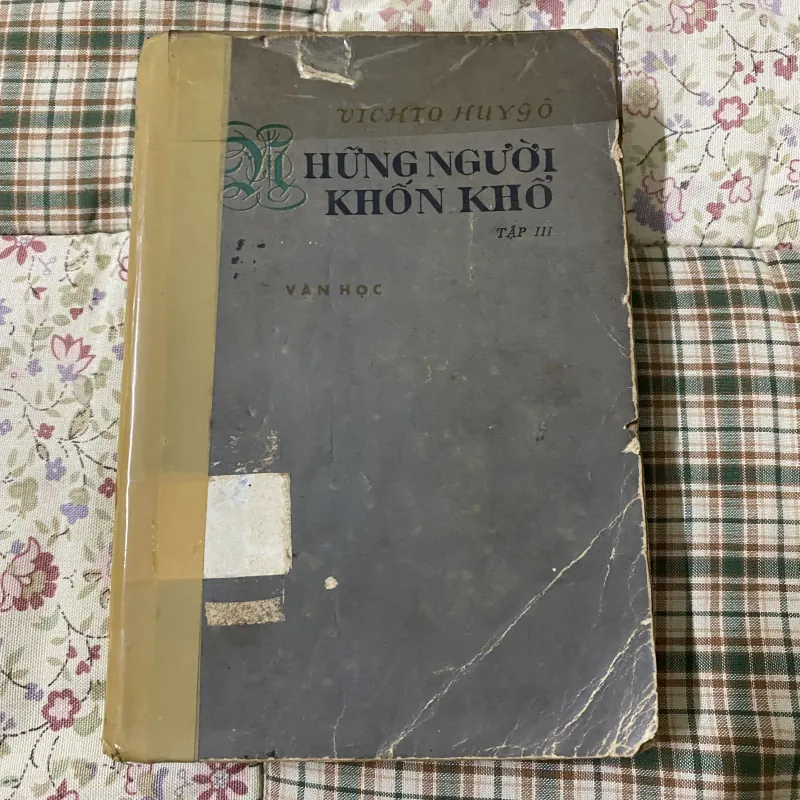 VICHTO HUYGÔ
NHỮNG NGƯỜI
KHỐN KHỔ
TẬP III
VĂN HỌC